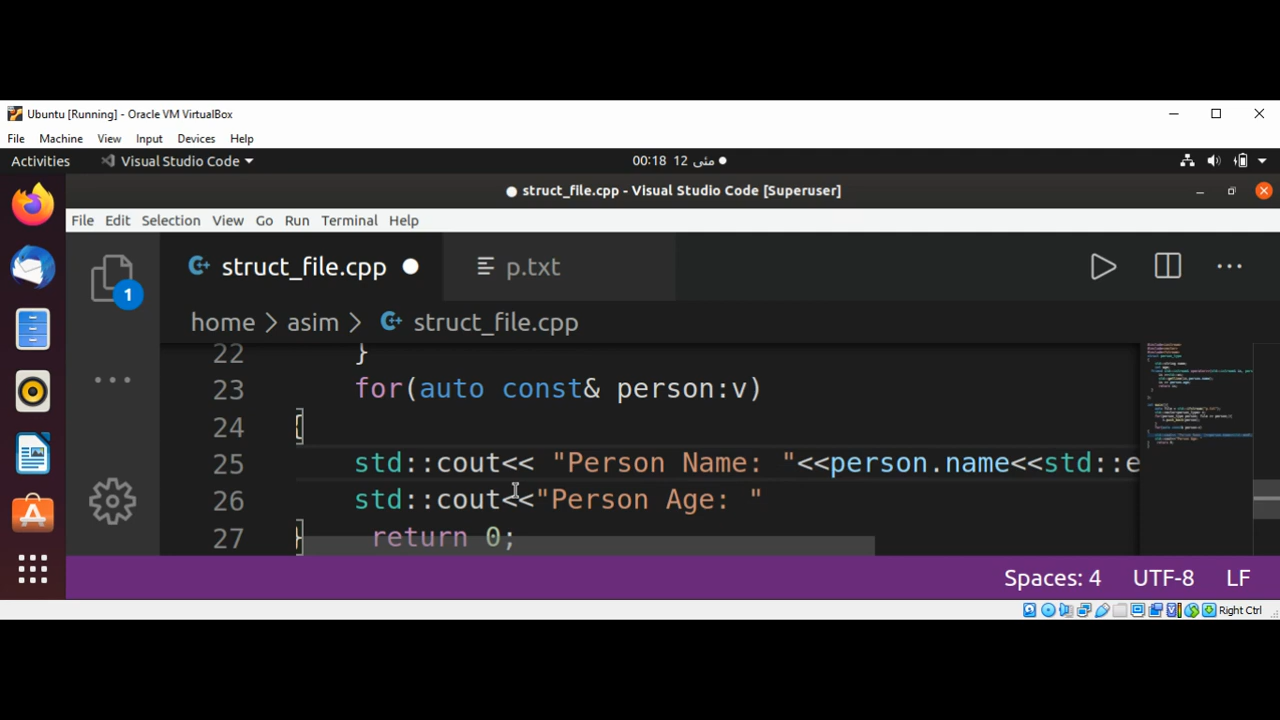 Ubuntu [Running] - Oracle VM VirtualBox
File Machine View Input Devices Help
Activities Visual Studio Code 00:18 12 مئی
struct_file.cpp - Visual Studio Code [Superuser]
File Edit Selection View Go Run Terminal Help
struct_file.cpp p.txt
1
home > asim > struct_file.cpp
22 }
23 for(auto const& person:v)
24 {
25 std::cout<< "Person Name: "<<person.name<<std::e
26 std::cout<<"Person Age: "
27 } return 0;
Spaces: 4 UTF-8 LF
Right Ctrl